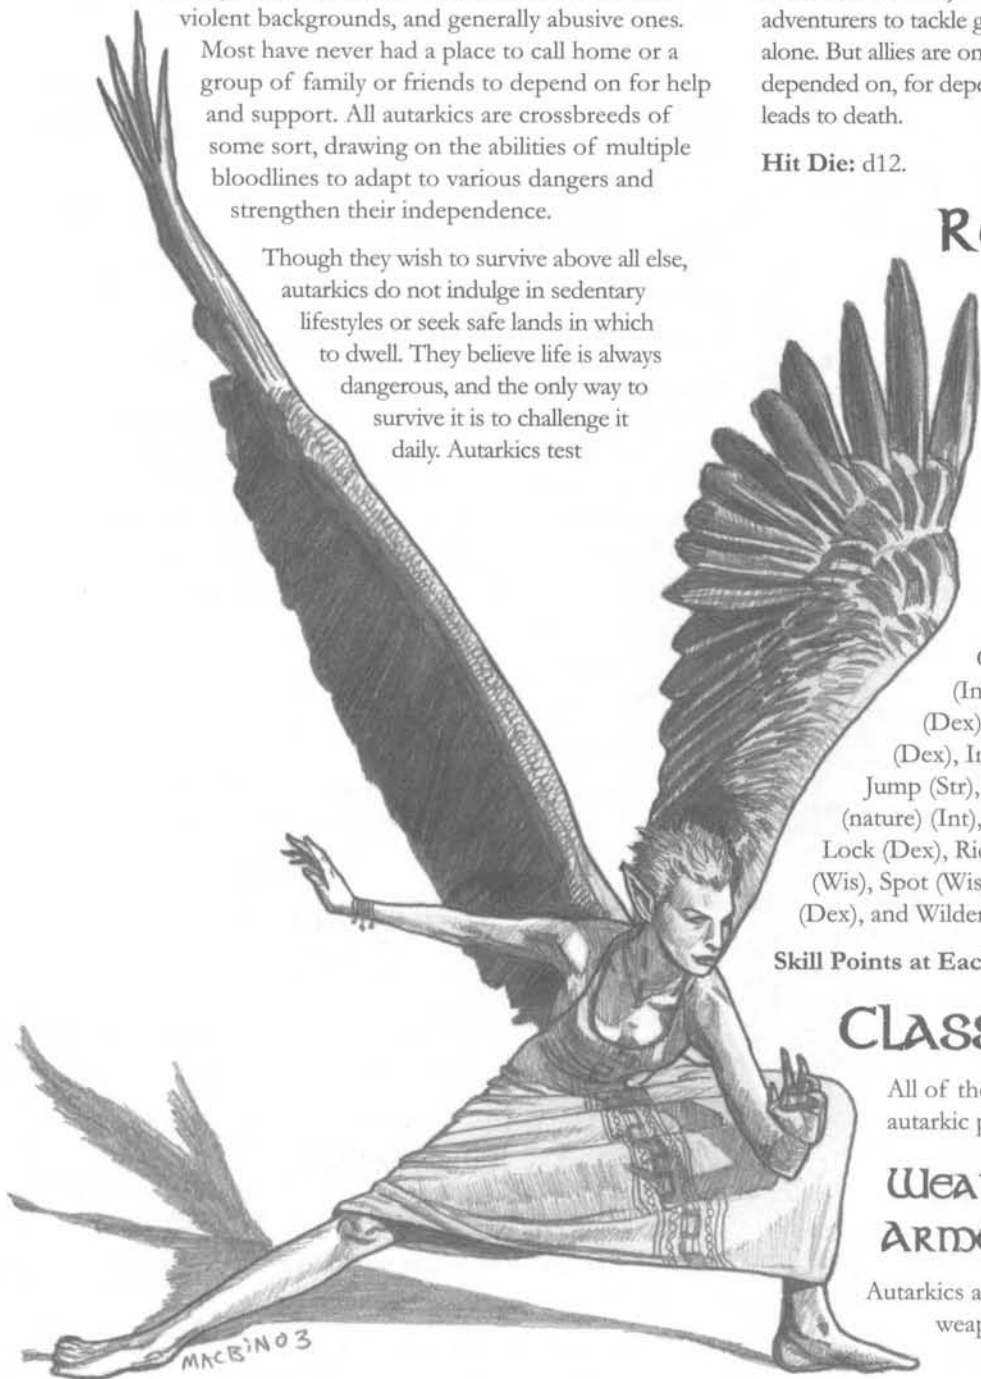 violent backgrounds, and generally abusive ones.
Most have never had a place to call home or a
group of family or friends to depend on for help
and support. All autarkics are crossbreeds of
some sort, drawing on the abilities of multiple
bloodlines to adapt to various dangers and
strengthen their independence.
Though they wish to survive above all else,
autarkics do not indulge in sedentary
lifestyles or seek safe lands in which
to dwell. They believe life is always
dangerous, and the only way to
survive it is to challenge it
daily. Autarkics test
MACBiN03
adventurers to tackle
alone. But allies are
depended on, for
leads to death.
Hit Die: d12.
(Dex)
(Dex),
Jump (Str),
(nature) (Int),
Lock (Dex),
(Wis), Spot
(Dex), and
Skill Points at
All of
autarkic
Autarkics